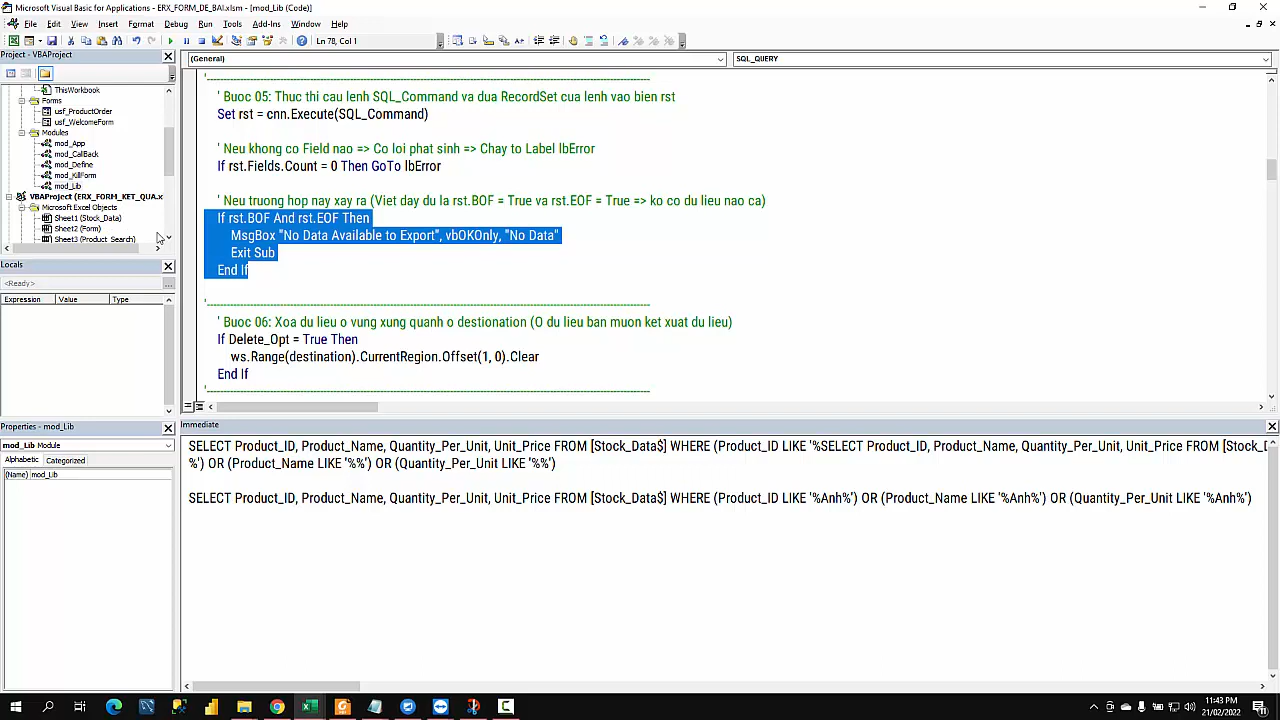 Microsoft Visual Basic for Applications - ERX_FORM_DE_BAI.xlsm - [mod_Lib (Code)]
File Edit View Insert Format Debug Run Tools Add-Ins Window Help
Ln 78, Col 1
Project - VBAProject
(General)
SQL_QUERY
ThisWorkbook
Forms
usf_ProductOrder
usf_WelcomeForm
Modules
mod_App
mod_CallBack
mod_Define
mod_KillForm
mod_Lib
VBAProject (ERX_FORM_KET_QUA.x
Microsoft Excel Objects
Sheet1 (Stock_Data)
Sheet2 (Form)
Sheet3 (Product_Search)
'-----------------------------------------------------------------------
' Buoc 05: Thuc thi cau lenh SQL_Command va dua RecordSet cua lenh vao bien rst
Set rst = cnn.Execute(SQL_Command)
' Neu khong co Field nao => Co loi phat sinh => Chay to Label lbError
If rst.Fields.Count = 0 Then GoTo lbError
' Neu truong hop nay xay ra (Viet day du la rst.BOF = True va rst.EOF = True => ko co du lieu nao ca)
If rst.BOF And rst.EOF Then
MsgBox "No Data Available to Export", vbOKOnly, "No Data"
Exit Sub
End If
'-----------------------------------------------------------------------
' Buoc 06: Xoa du lieu o vung xung quanh o destionation (O du lieu ban muon ket xuat du lieu)
If Delete_Opt = True Then
ws.Range(destination).CurrentRegion.Offset(1, 0).Clear
End If
'-----------------------------------------------------------------------
Locals
<Ready>
Expression Value Type
Properties - mod_Lib
mod_Lib Module
Alphabetic Categorized
(Name) mod_Lib
Immediate
SELECT Product_ID, Product_Name, Quantity_Per_Unit, Unit_Price FROM [Stock_Data$] WHERE (Product_ID LIKE '%SELECT Product_ID, Product_Name, Quantity_Per_Unit, Unit_Price FROM [Stock_D
%') OR (Product_Name LIKE '%%') OR (Quantity_Per_Unit LIKE '%%')
SELECT Product_ID, Product_Name, Quantity_Per_Unit, Unit_Price FROM [Stock_Data$] WHERE (Product_ID LIKE '%Anh%') OR (Product_Name LIKE '%Anh%') OR (Quantity_Per_Unit LIKE '%Anh%')
11:43 PM
21/02/2022